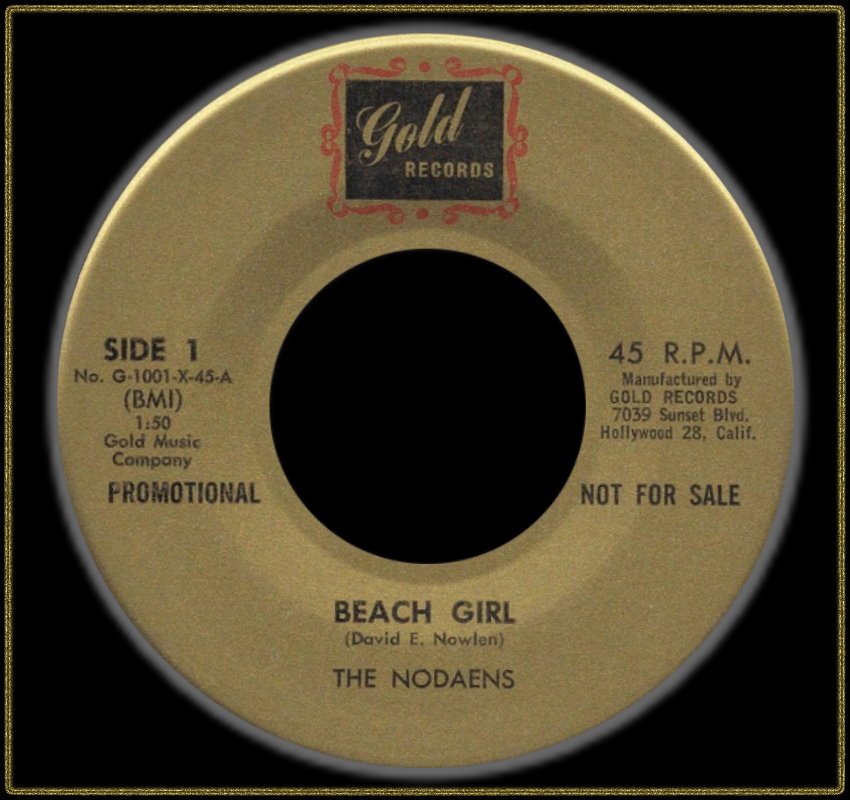 Gold
RECORDS
SIDE 1
No. G-1001-X-45-A
(BMI)
1:50
Gold Music
Company
PROMOTIONAL
45 R.P.M.
Manufactured by
GOLD RECORDS
7039 Sunset Blvd.
Hollywood 28, Calif.
NOT FOR SALE
BEACH GIRL
(David E. Nowlen)
THE NODAENS